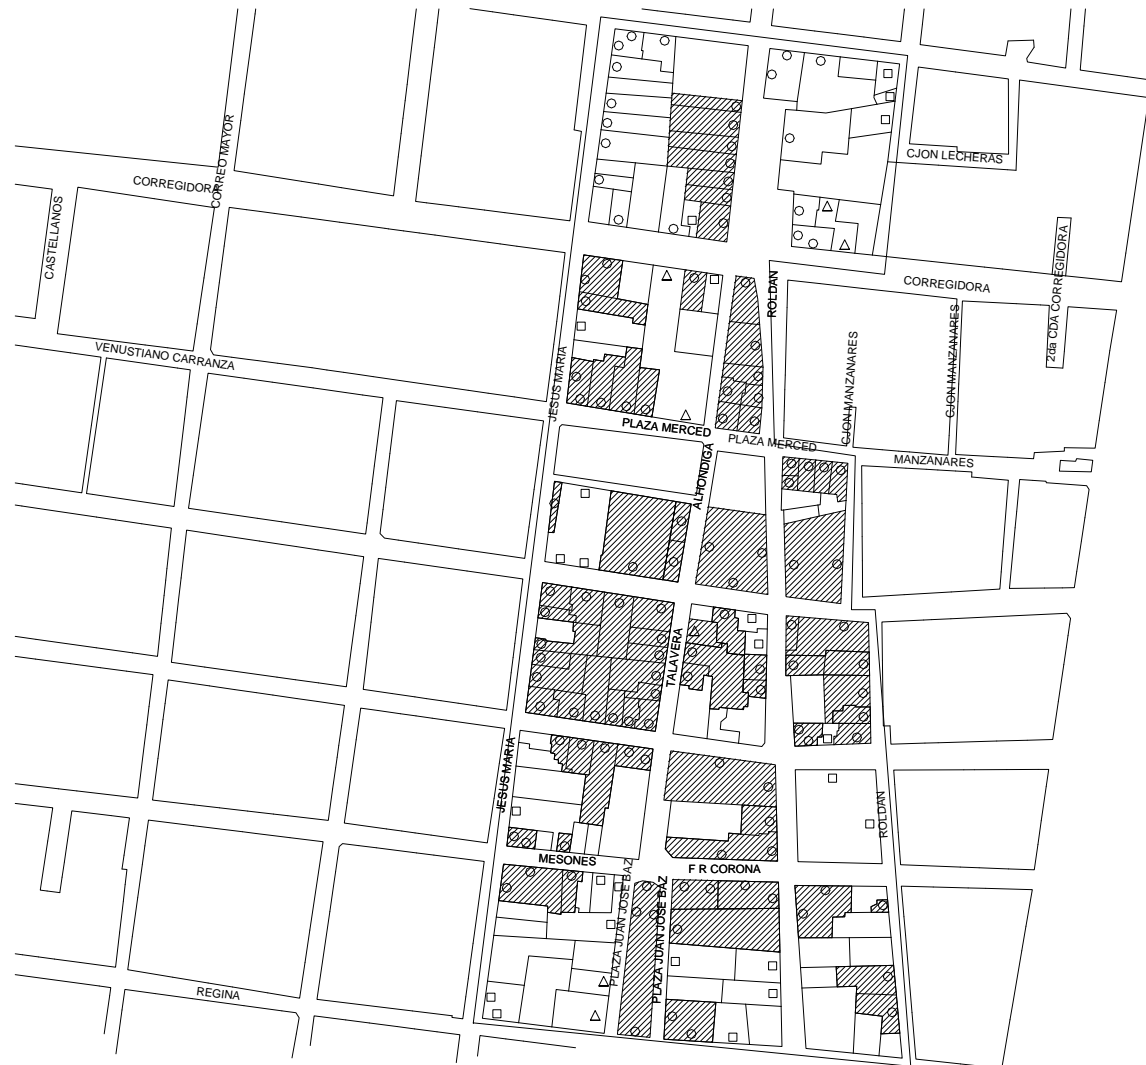 CORREO MAYOR
CJON LECHERAS
CORREGIDORA
CASTELLANOS
2da CDA CORREGIDORA
CORREGIDORA
ROLDAN
CJON MANZANARES
CJON MANZANARES
VENUSTIANO CARRANZA
JESUS MARIA
PLAZA MERCED
PLAZA MERCED
MANZANARES
ALHONDIGA
TALAVERA
JESUS MARIA
ROLDAN
MESONES
F R CORONA
PLAZA JUAN JOSE BAZ
PLAZA JUAN JOSE BAZ
REGINA